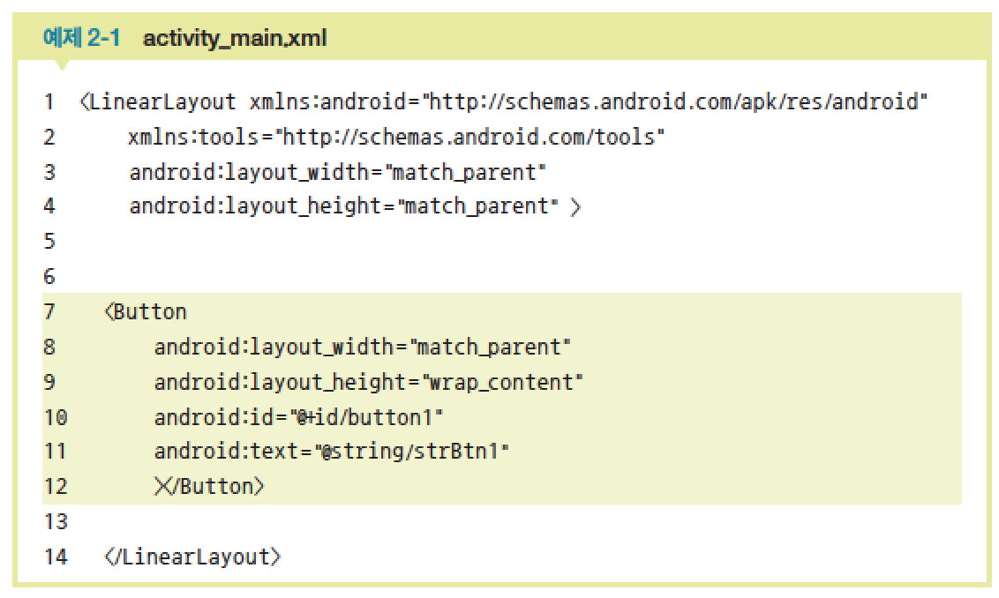 예제 2-1 activity_main.xml
1 <LinearLayout xmlns:android="http://schemas.android.com/apk/res/android"
2 xmlns:tools="http://schemas.android.com/tools"
3 android:layout_width="match_parent"
4 android:layout_height="match_parent" >
5
6
7 <Button
8 android:layout_width="match_parent"
9 android:layout_height="wrap_content"
10 android:id="@+id/button1"
11 android:text="@string/strBtn1"
12 ></Button>
13
14 </LinearLayout>